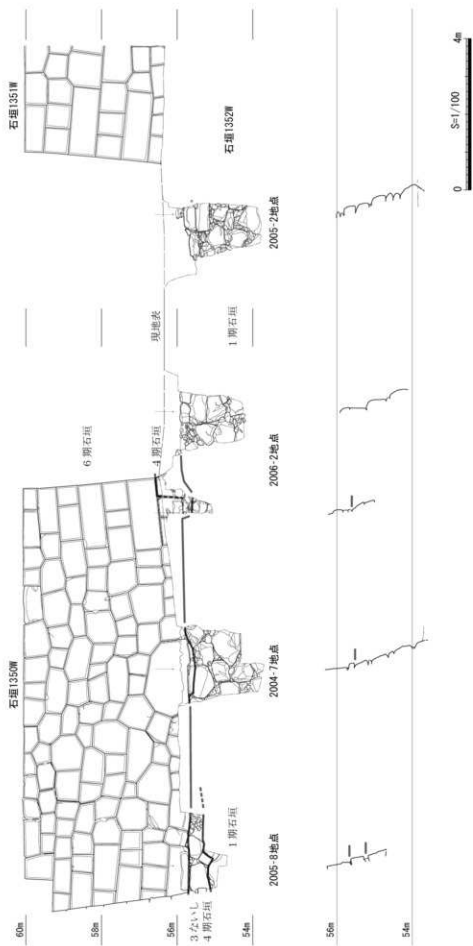 石垣1350W
石垣1351W
石垣1352W
60m
58m
56m
54m
6期石垣
4期石垣
現地表
1期石垣
3ないし
4期石垣
1期石垣
2005-8地点
2004-7地点
2006-2地点
2005-2地点
56m
54m
0
S=1/100
4m